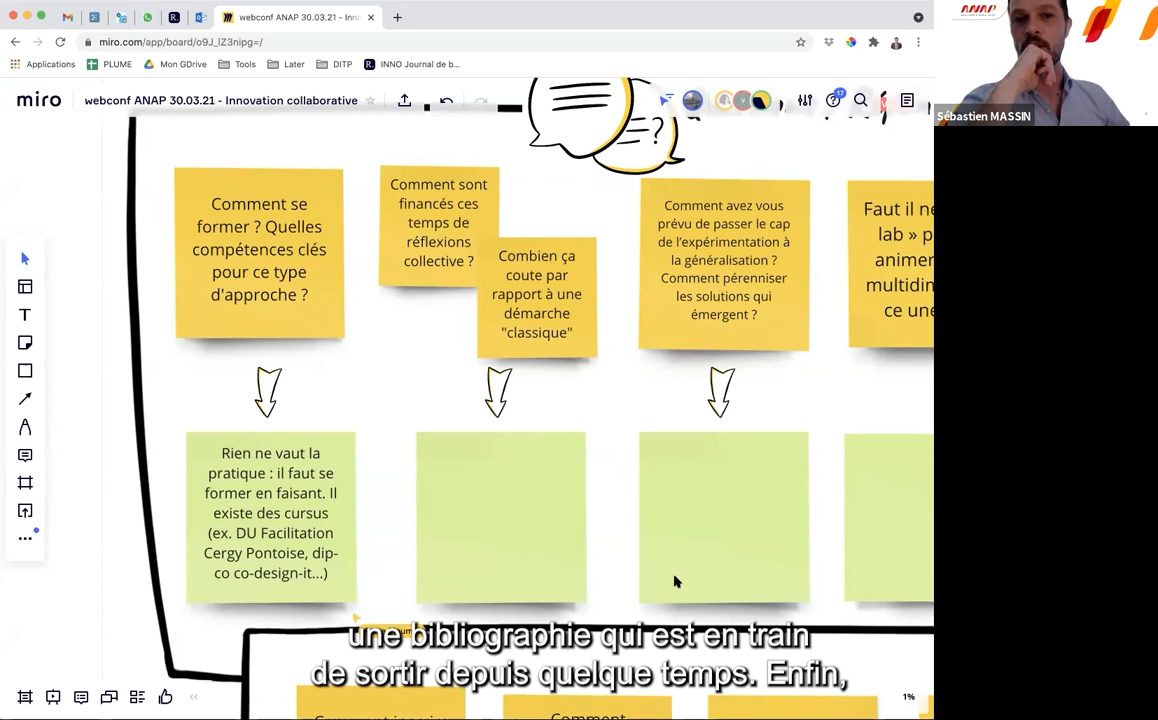 webconf ANAP 30.03.21 - Inno
miro.com/app/board/o9J_lZ3nipg=/
Applications
PLUME
Mon GDrive
Tools
Later
DITP
INNO Journal de b...
miro
webconf ANAP 30.03.21 - Innovation collaborative
17
ANAP
Sébastien MASSIN
?
Comment se
former ? Quelles
compétences clés
pour ce type
d'approche ?
Comment sont
financés ces
temps de
réflexions
collective ?
Combien ça
coute par
rapport à une
démarche
"classique"
Comment avez vous
prévu de passer le cap
de l'expérimentation à
la généralisation ?
Comment pérenniser
les solutions qui
émergent ?
Faut il ne
lab » p
animer
multidin
ce une
Rien ne vaut la
pratique : il faut se
former en faisant. Il
existe des cursus
(ex. DU Facilitation
Cergy Pontoise, dip-
co co-design-it...)
une bibliographie qui est en train
de sortir depuis quelque temps. Enfin,
1%
Comment